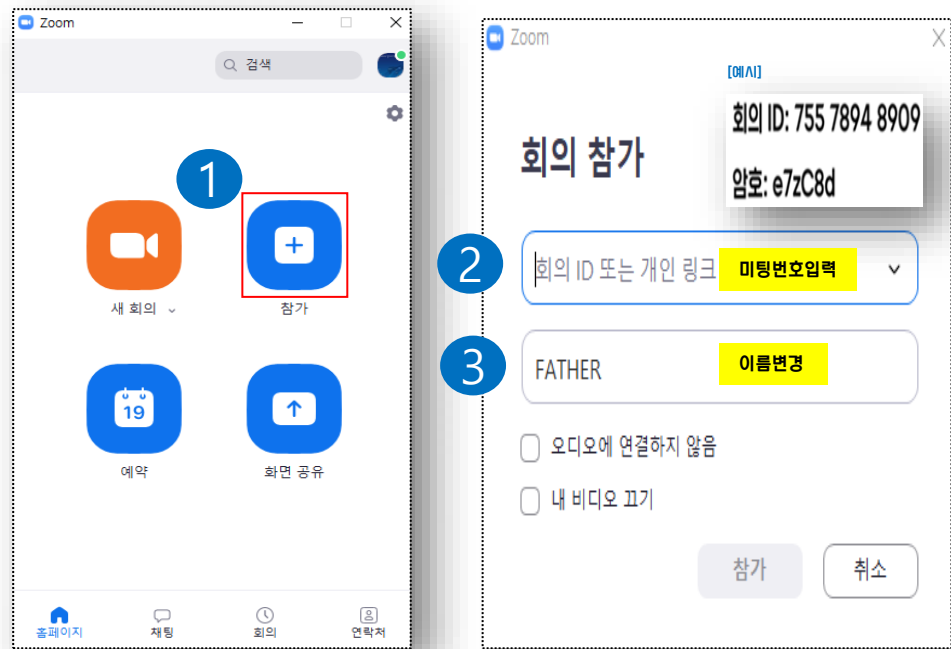 Zoom
검색
1
새 회의
참가
19
예약
화면 공유
홈페이지
채팅
회의
연락처
Zoom
[예시]
회의 ID: 755 7894 8909
암호: e7zC8d
회의 참가
2
회의 ID 또는 개인 링크 미팅번호입력
3
FATHER 이름변경
오디오에 연결하지 않음
내 비디오 끄기
참가
취소